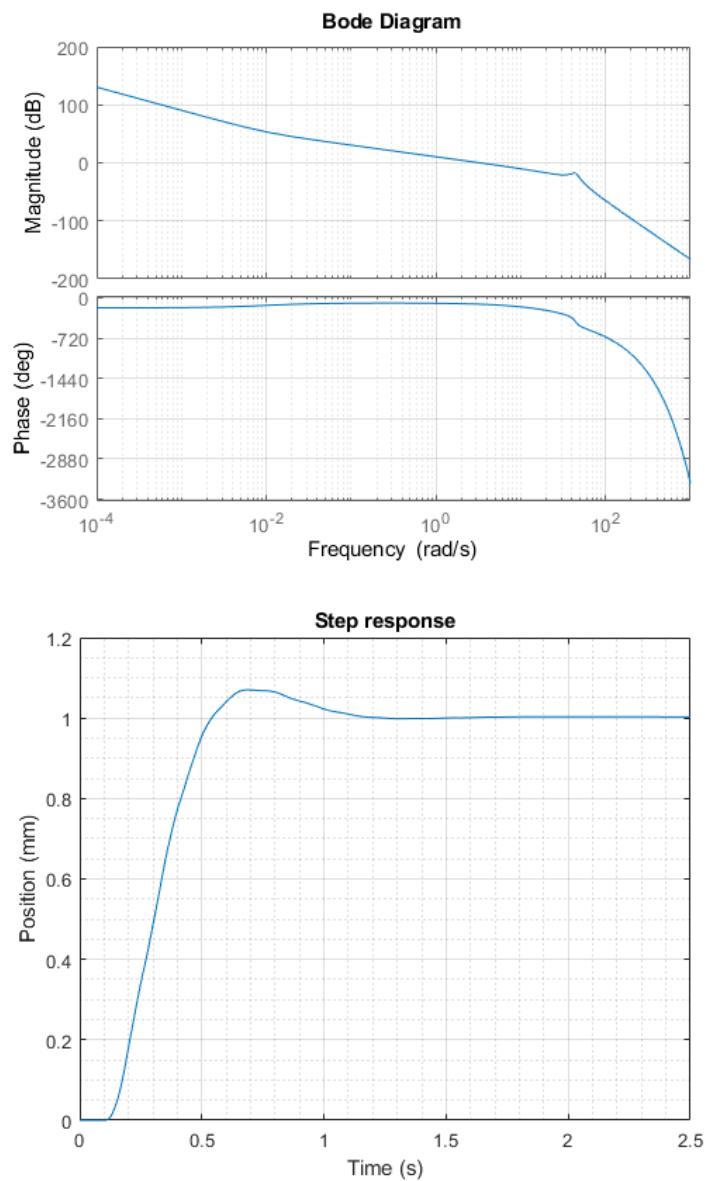 Bode Diagram
Magnitude (dB)
200
100
0
-100
-200
Phase (deg)
0
-720
-1440
-2160
-2880
-3600
10^-4 10^-2 10^0 10^2
Frequency (rad/s)
Step response
Position (mm)
1.2
1
0.8
0.6
0.4
0.2
0
0 0.5 1 1.5 2 2.5
Time (s)